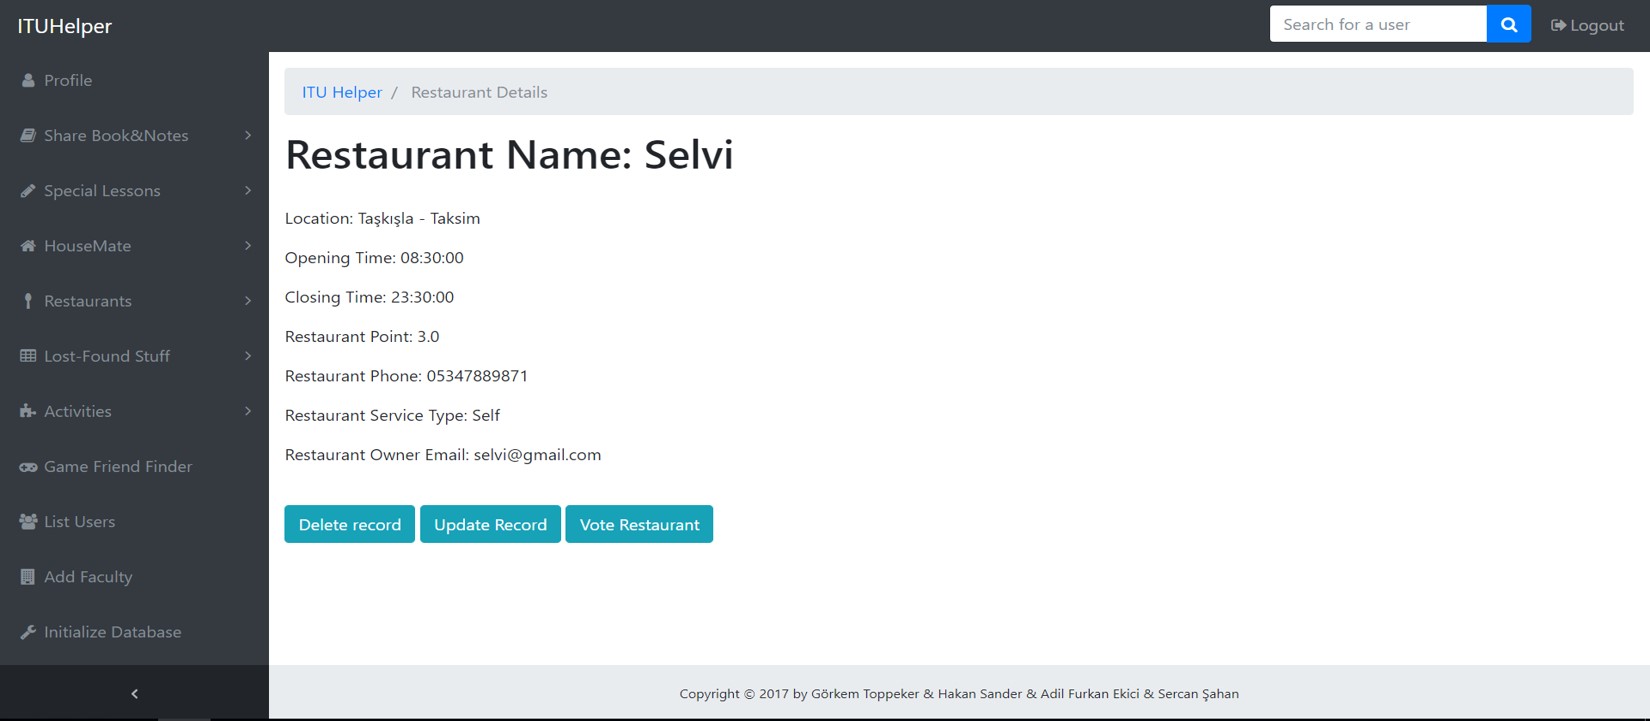 ITUHelper
Search for a user
Logout
Profile
Share Book&Notes
Special Lessons
HouseMate
Restaurants
Lost-Found Stuff
Activities
Game Friend Finder
List Users
Add Faculty
Initialize Database
ITU Helper / Restaurant Details
Restaurant Name: Selvi
Location: Taşkışla - Taksim
Opening Time: 08:30:00
Closing Time: 23:30:00
Restaurant Point: 3.0
Restaurant Phone: 05347889871
Restaurant Service Type: Self
Restaurant Owner Email: selvi@gmail.com
Delete record
Update Record
Vote Restaurant
Copyright © 2017 by Görkem Toppeker & Hakan Sander & Adil Furkan Ekici & Sercan Şahan